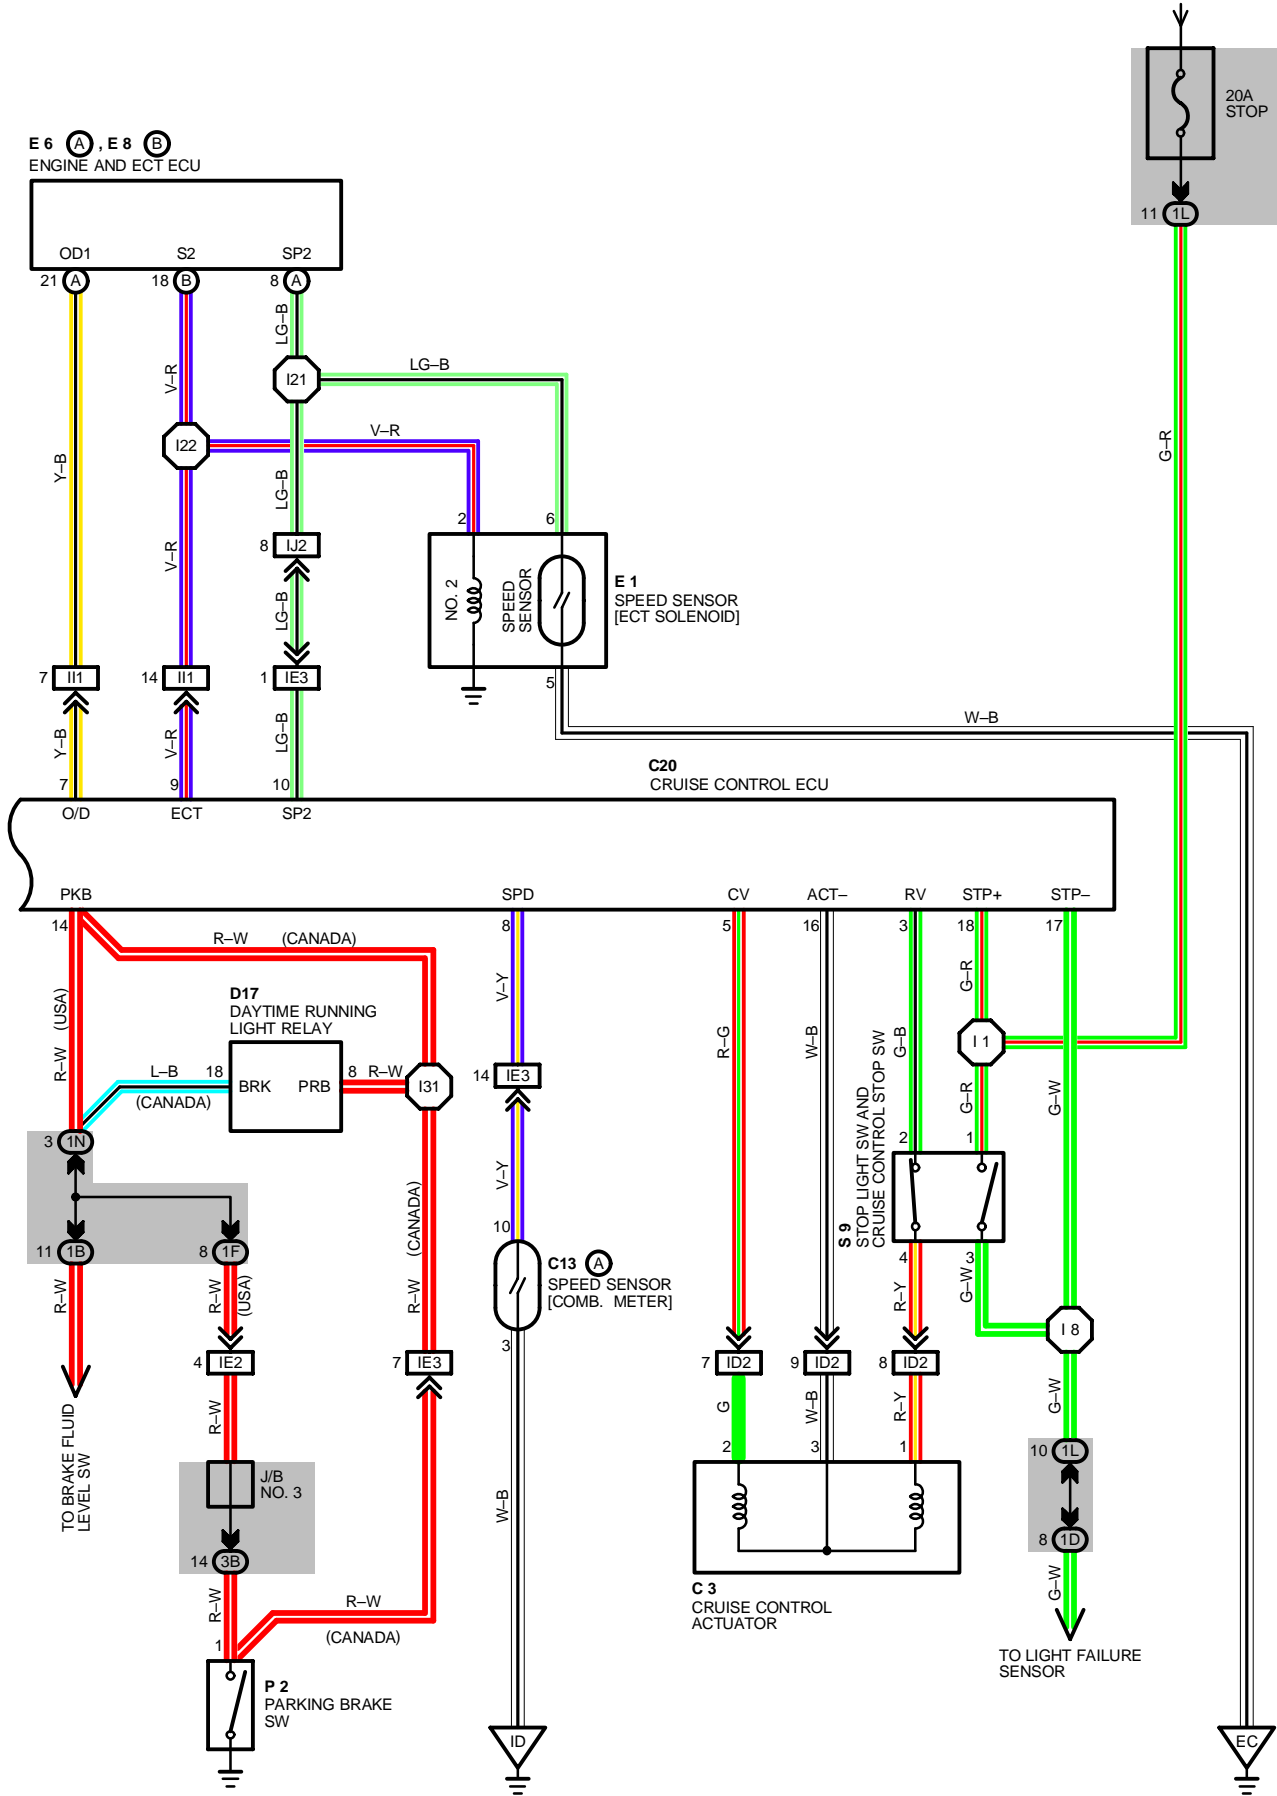 20A
STOP
11 1L
E 6 A , E 8 B
ENGINE AND ECT ECU
OD1 S2 SP2
21 A 18 B 8 A
LG–B
V–R
I21
LG–B
I22
V–R
Y–B
G–R
LG–B
V–R
2 6
8 IJ2
NO. 2
SPEED
SENSOR
E 1
SPEED SENSOR
[ECT SOLENOID]
LG–B
7 II1 14 II1 1 IE3
5
W–B
Y–B V–R LG–B
C20
CRUISE CONTROL ECU
7 9 10
O/D ECT SP2
PKB SPD CV ACT– RV STP+ STP–
14 8 5 16 3 18 17
R–W (CANADA)
R–W (USA)
V–Y
R–G
W–B
G–B
G–R
D17
DAYTIME RUNNING
LIGHT RELAY
I 1
L–B
(CANADA)
18 BRK PRB 8 R–W
I31
14 IE3
G–R
G–W
3 1N
2 1
S 9
STOP LIGHT SW AND
CRUISE CONTROL STOP SW
V–Y
R–W (CANADA)
10
11 1B 8 1F
C13 A
SPEED SENSOR
[COMB. METER]
4 3
R–W
R–W
(USA)
R–Y
G–W
3
I 8
4 IE2 7 IE3
7 ID2 9 ID2 8 ID2
G W–B R–Y G–W
R–W
2 3 1
TO BRAKE FLUID
LEVEL SW
J/B
NO. 3
10 1L
W–B
14 3B
8 1D
C 3
CRUISE CONTROL
ACTUATOR
G–W
R–W
R–W
(CANADA)
1
TO LIGHT FAILURE
SENSOR
P 2
PARKING BRAKE
SW
ID EC